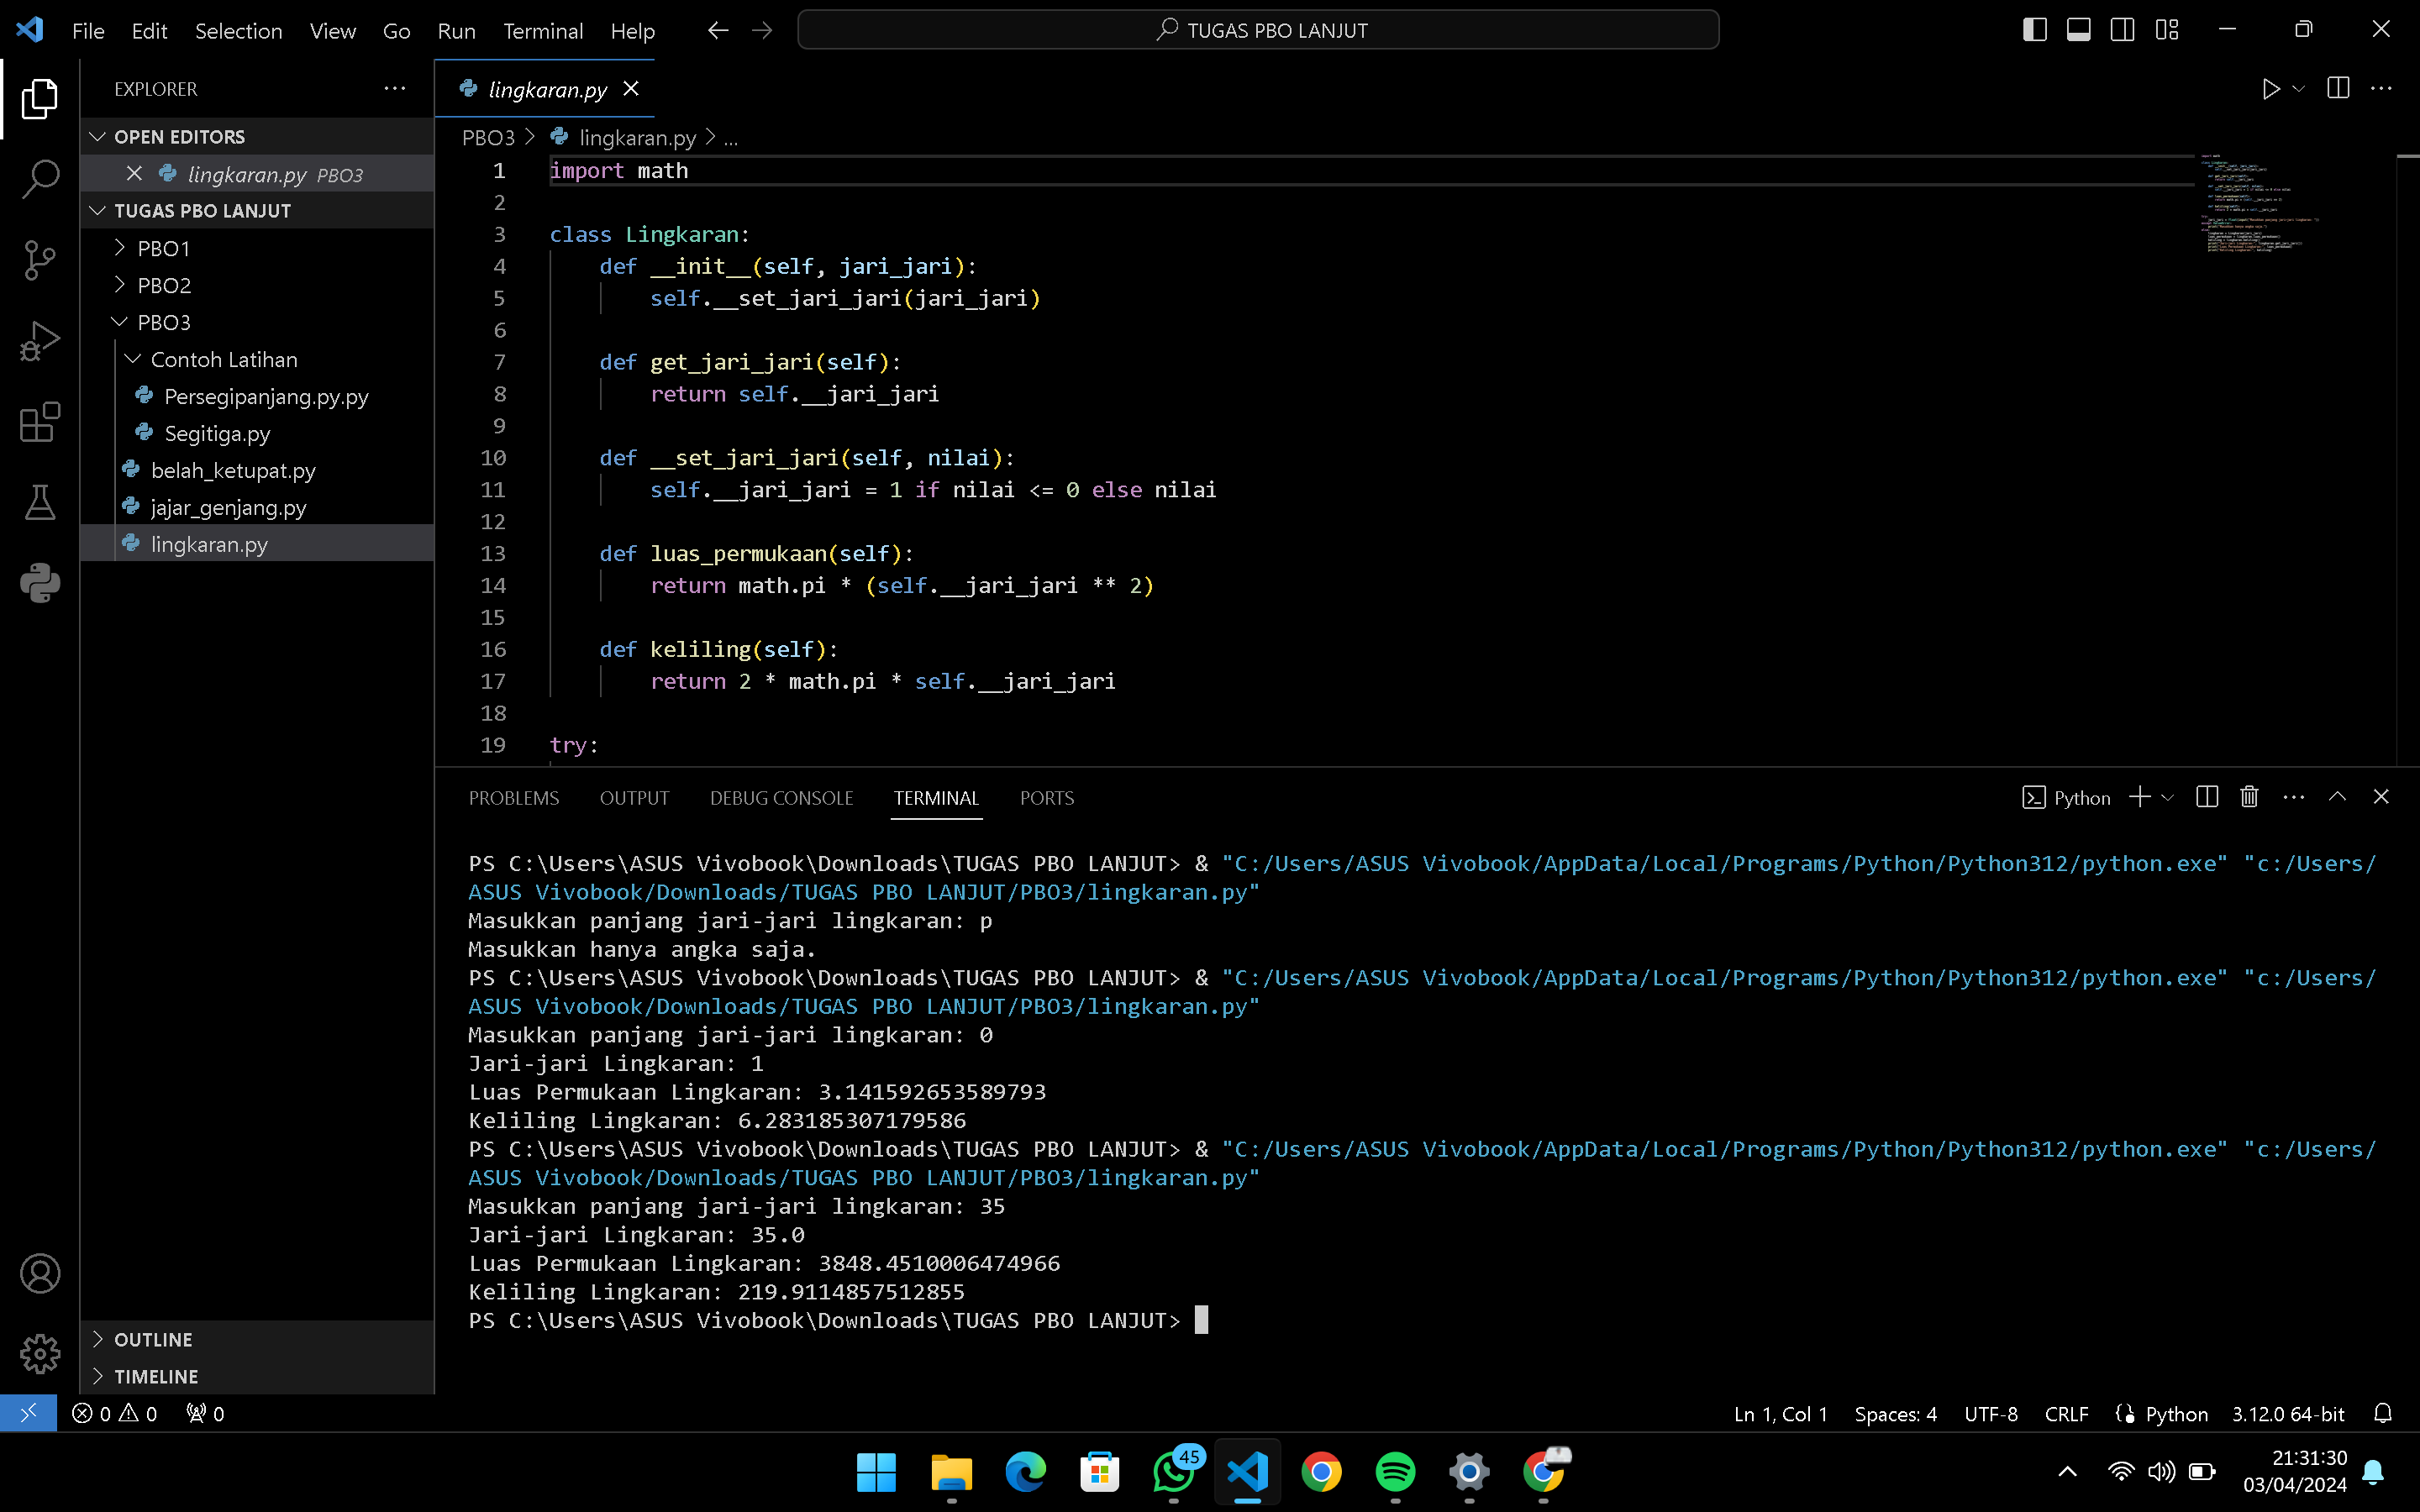 File Edit Selection View Go Run Terminal Help TUGAS PBO LANJUT
EXPLORER
OPEN EDITORS
lingkaran.py PBO3
TUGAS PBO LANJUT
PBO1
PBO2
PBO3
Contoh Latihan
Persegipanjang.py.py
Segitiga.py
belah_ketupat.py
jajar_genjang.py
lingkaran.py
OUTLINE
TIMELINE
lingkaran.py
PBO3 > lingkaran.py > ...
1 import math
2
3 class Lingkaran:
4     def __init__(self, jari_jari):
5         self.__set_jari_jari(jari_jari)
6
7     def get_jari_jari(self):
8         return self.__jari_jari
9
10     def __set_jari_jari(self, nilai):
11         self.__jari_jari = 1 if nilai <= 0 else nilai
12
13     def luas_permukaan(self):
14         return math.pi * (self.__jari_jari ** 2)
15
16     def keliling(self):
17         return 2 * math.pi * self.__jari_jari
18
19 try:
PROBLEMS OUTPUT DEBUG CONSOLE TERMINAL PORTS Python
PS C:\Users\ASUS Vivobook\Downloads\TUGAS PBO LANJUT> & "C:/Users/ASUS Vivobook/AppData/Local/Programs/Python/Python312/python.exe" "c:/Users/
ASUS Vivobook/Downloads/TUGAS PBO LANJUT/PBO3/lingkaran.py"
Masukkan panjang jari-jari lingkaran: p
Masukkan hanya angka saja.
PS C:\Users\ASUS Vivobook\Downloads\TUGAS PBO LANJUT> & "C:/Users/ASUS Vivobook/AppData/Local/Programs/Python/Python312/python.exe" "c:/Users/
ASUS Vivobook/Downloads/TUGAS PBO LANJUT/PBO3/lingkaran.py"
Masukkan panjang jari-jari lingkaran: 0
Jari-jari Lingkaran: 1
Luas Permukaan Lingkaran: 3.141592653589793
Keliling Lingkaran: 6.283185307179586
PS C:\Users\ASUS Vivobook\Downloads\TUGAS PBO LANJUT> & "C:/Users/ASUS Vivobook/AppData/Local/Programs/Python/Python312/python.exe" "c:/Users/
ASUS Vivobook/Downloads/TUGAS PBO LANJUT/PBO3/lingkaran.py"
Masukkan panjang jari-jari lingkaran: 35
Jari-jari Lingkaran: 35.0
Luas Permukaan Lingkaran: 3848.4510006474966
Keliling Lingkaran: 219.9114857512855
PS C:\Users\ASUS Vivobook\Downloads\TUGAS PBO LANJUT>
0 0 0 Ln 1, Col 1 Spaces: 4 UTF-8 CRLF Python 3.12.0 64-bit
45
21:31:30
03/04/2024